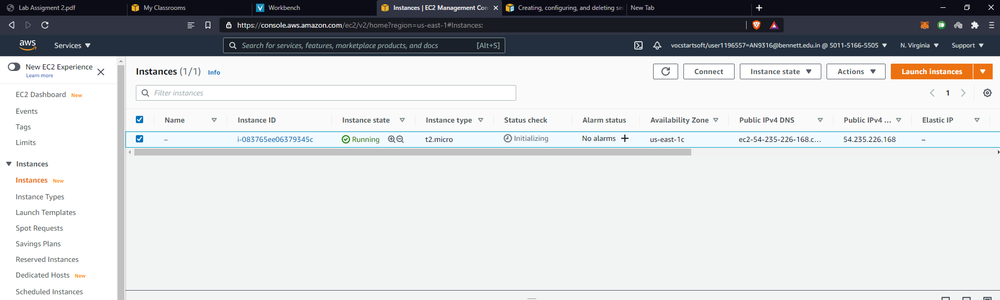 Lab Assigment 2.pdf
My Classrooms
Workbench
Instances | EC2 Management Con
Creating, configuring, and deleting sec
New Tab
https://console.aws.amazon.com/ec2/v2/home?region=us-east-1#Instances:
aws
Services
Search for services, features, marketplace products, and docs
[Alt+S]
vocstartsoft/user1196557=AN9316@bennett.edu.in @ 5011-5166-5505
N. Virginia
Support
New EC2 Experience
Learn more
EC2 Dashboard New
Events
Tags
Limits
Instances
Instances New
Instance Types
Launch Templates
Spot Requests
Savings Plans
Reserved Instances
Dedicated Hosts New
Scheduled Instances
Instances (1/1) Info
Connect
Instance state
Actions
Launch instances
Filter instances
1
Name
Instance ID
Instance state
Instance type
Status check
Alarm status
Availability Zone
Public IPv4 DNS
Public IPv4 ...
Elastic IP
–
i-083765ee06379345c
Running
t2.micro
Initializing
No alarms
us-east-1c
ec2-54-235-226-168.c...
54.235.226.168
–